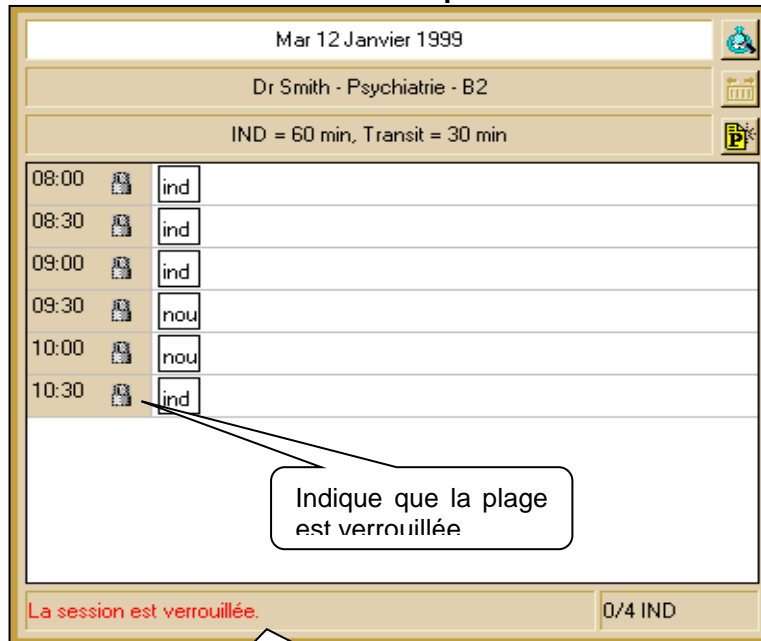 Mar 12 Janvier 1999
Dr Smith - Psychiatrie - B2
IND = 60 min, Transit = 30 min
P
08:00 ind
08:30 ind
09:00 ind
09:30 nou
10:00 nou
10:30 ind
Indique que la plage
est verrouillée
La session est verrouillée. 0/4 IND